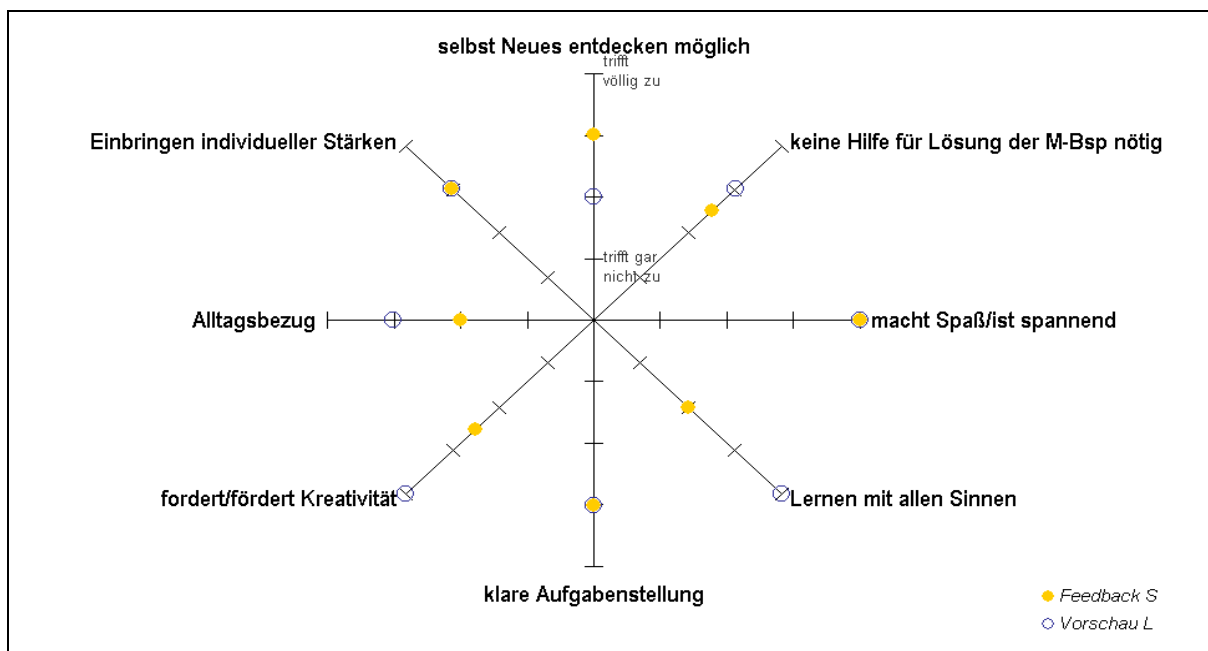 selbst Neues entdecken möglich
trifft
völlig zu
Einbringen individueller Stärken
keine Hilfe für Lösung der M-Bsp nötig
trifft gar
nicht zu
Alltagsbezug
macht Spaß/ist spannend
fordert/fördert Kreativität
Lernen mit allen Sinnen
klare Aufgabenstellung
Feedback S
Vorschau L